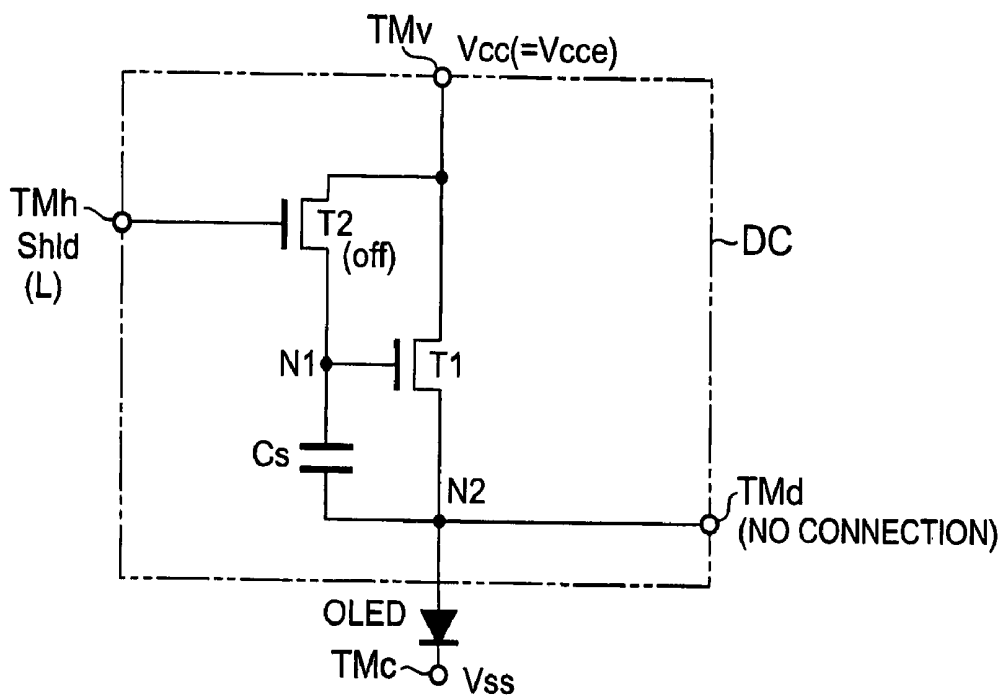 TMv
Vcc(=Vcce)
TMh
Shld
(L)
T2
(off)
DC
N1
T1
Cs
N2
TMd
(NO CONNECTION)
OLED
TMc
Vss